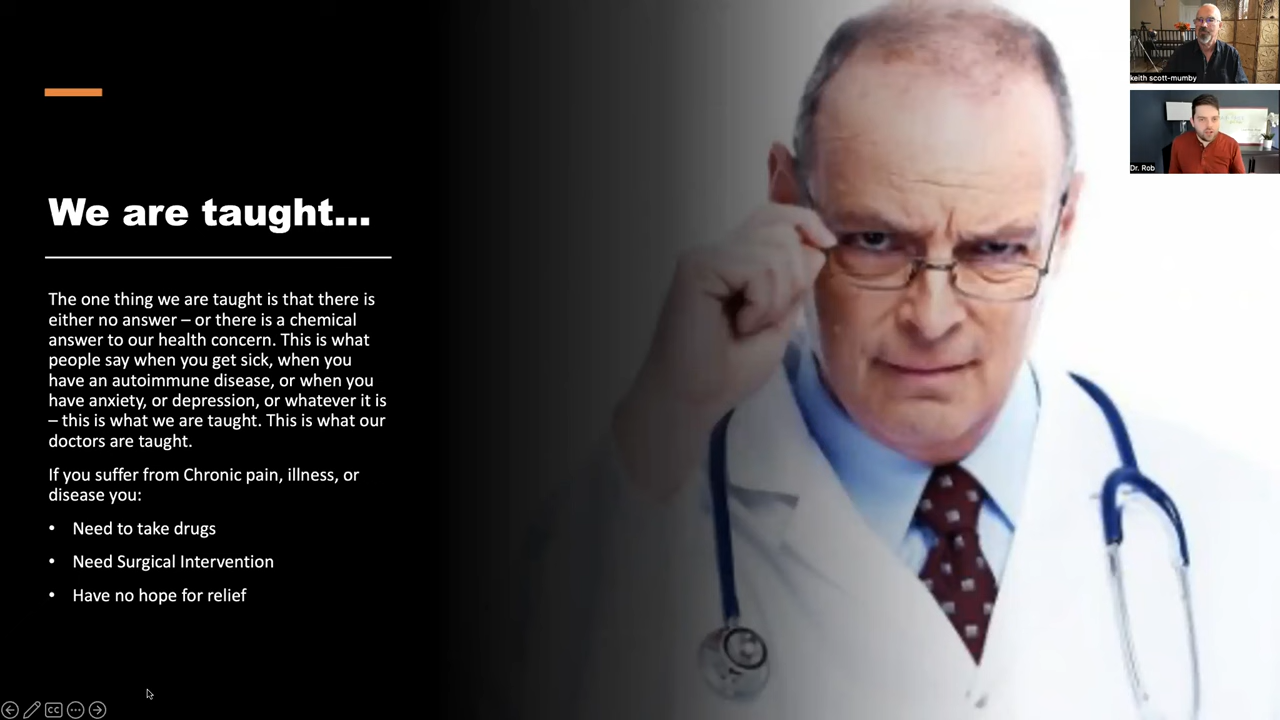 We are taught...
The one thing we are taught is that there is
either no answer – or there is a chemical
answer to our health concern. This is what
people say when you get sick, when you
have an autoimmune disease, or when you
have anxiety, or depression, or whatever it is
– this is what we are taught. This is what our
doctors are taught.
If you suffer from Chronic pain, illness, or
disease you:
• Need to take drugs
• Need Surgical Intervention
• Have no hope for relief
keith scott-mumby
Dr. Rob
CC